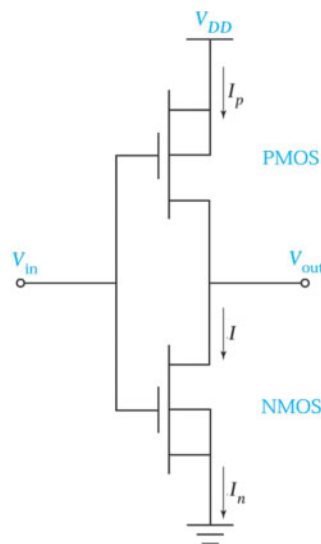 V_DD
I_p
PMOS
V_in
V_out
I
NMOS
I_n